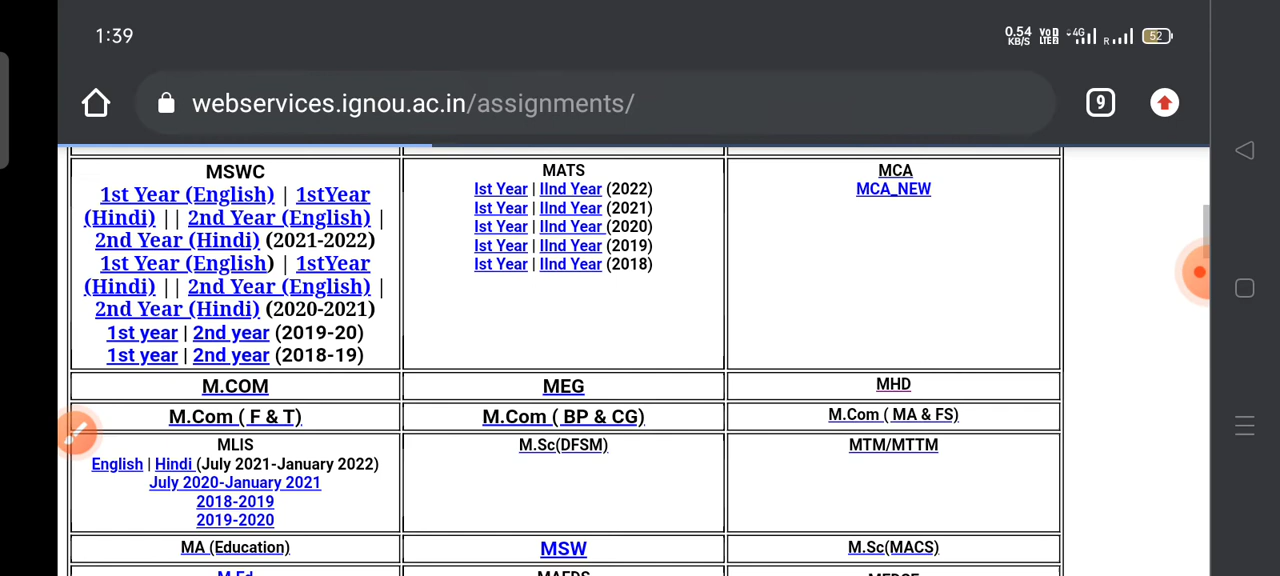 1:39
0.54 KB/S VoD LTE2 4G R 52
webservices.ignou.ac.in/assignments/
9
MSWC
1st Year (English) | 1stYear
(Hindi) || 2nd Year (English) |
2nd Year (Hindi) (2021-2022)
1st Year (English) | 1stYear
(Hindi) || 2nd Year (English) |
2nd Year (Hindi) (2020-2021)
1st year | 2nd year (2019-20)
1st year | 2nd year (2018-19)
MATS
Ist Year | IInd Year (2022)
Ist Year | IInd Year (2021)
Ist Year | IInd Year (2020)
Ist Year | IInd Year (2019)
Ist Year | IInd Year (2018)
MCA
MCA_NEW
M.COM
MEG
MHD
M.Com ( F & T)
M.Com ( BP & CG)
M.Com ( MA & FS)
MLIS
English | Hindi (July 2021-January 2022)
July 2020-January 2021
2018-2019
2019-2020
M.Sc(DFSM)
MTM/MTTM
MA (Education)
MSW
M.Sc(MACS)
M.Ed